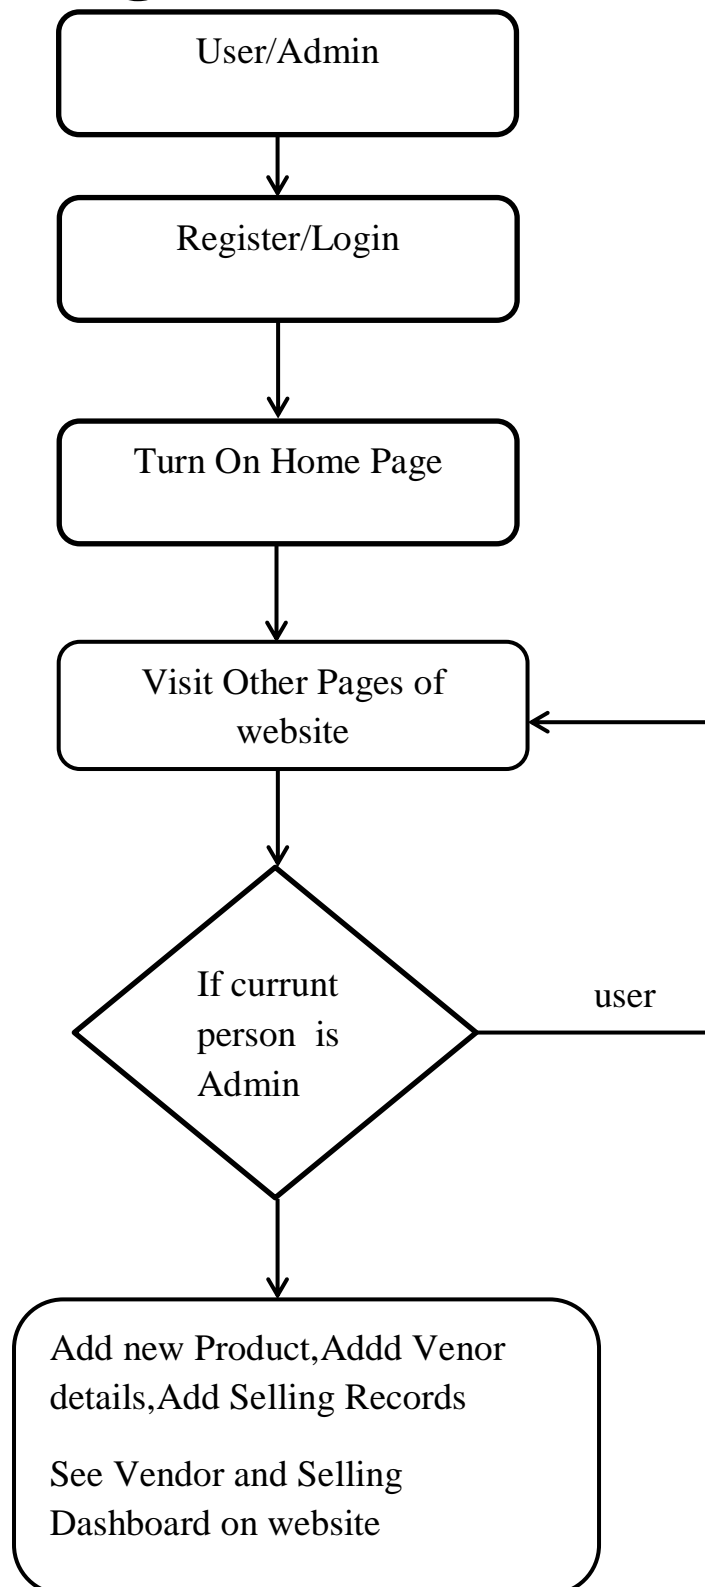 User/Admin
Register/Login
Turn On Home Page
Visit Other Pages of
website
If currunt
person is
Admin
user
Add new Product,Addd Venor
details,Add Selling Records
See Vendor and Selling
Dashboard on website